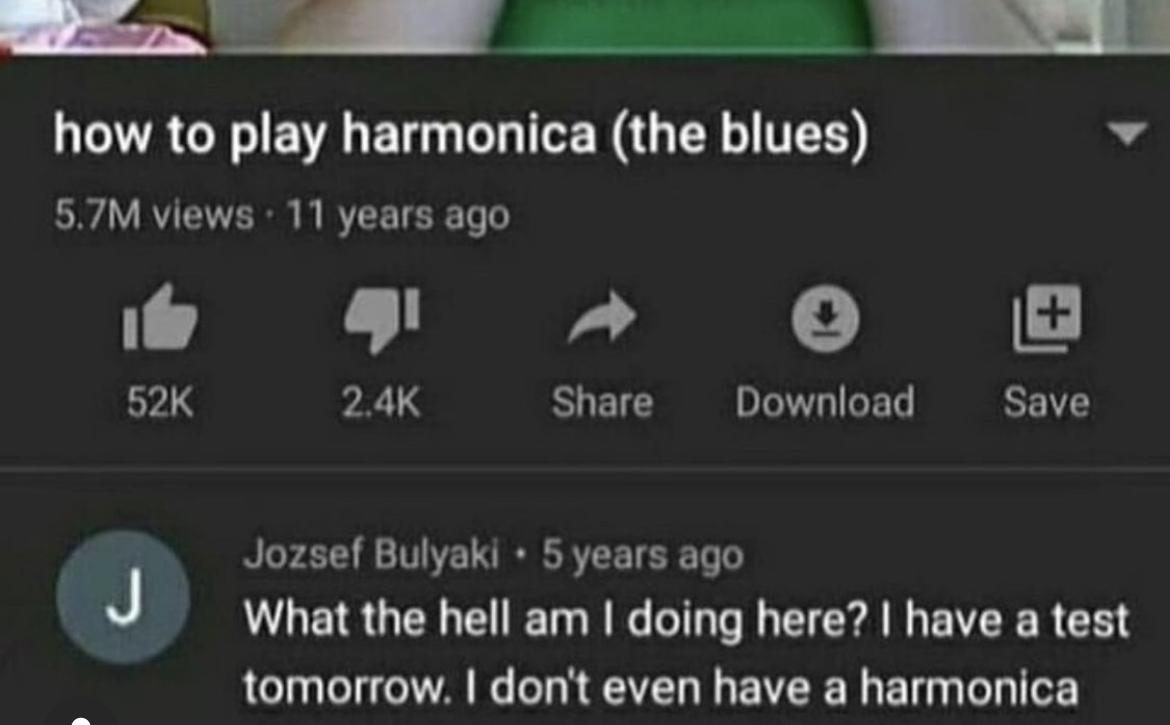 how to play harmonica (the blues)
5.7M views · 11 years ago
52K 2.4K Share Download Save
J
Jozsef Bulyaki • 5 years ago
What the hell am I doing here? I have a test
tomorrow. I don't even have a harmonica